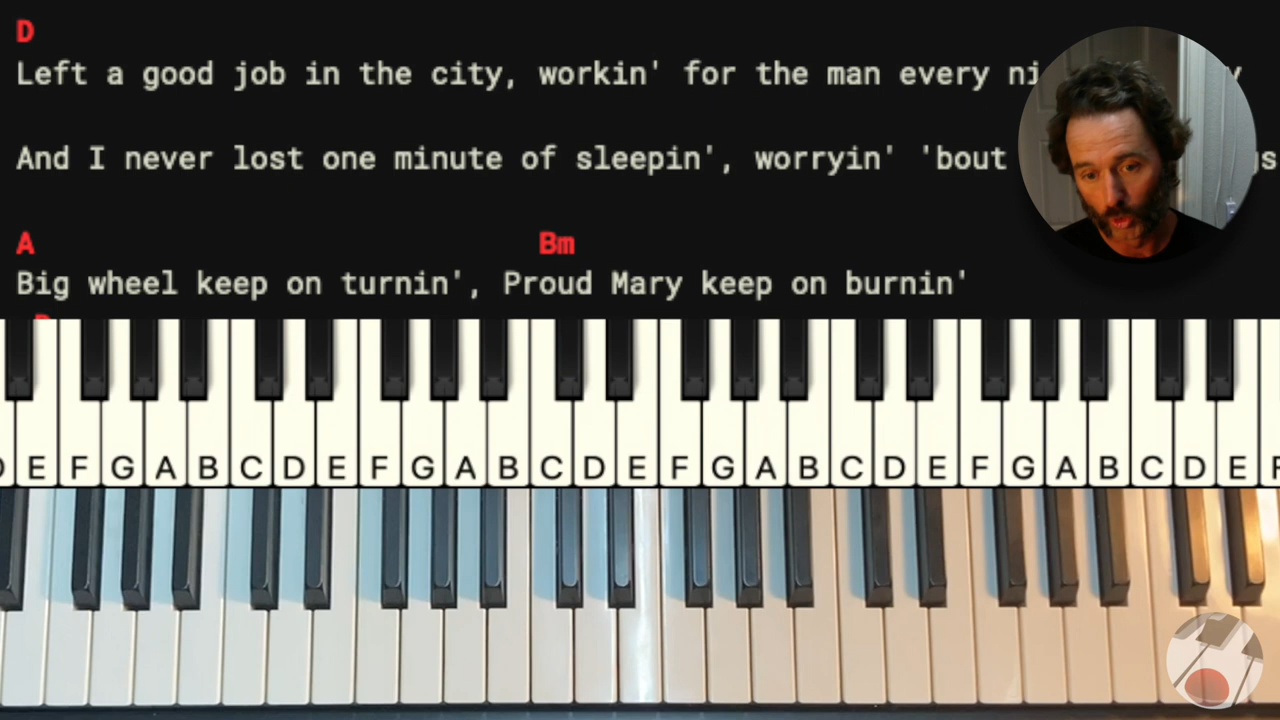 D
Left a good job in the city, workin' for the man every
And I never lost one minute of sleepin', worryin' 'bout
A Bm
Big wheel keep on turnin', Proud Mary keep on burnin'
E F G A B C D E F G A B C D E F G A B C D E F G A B C D E